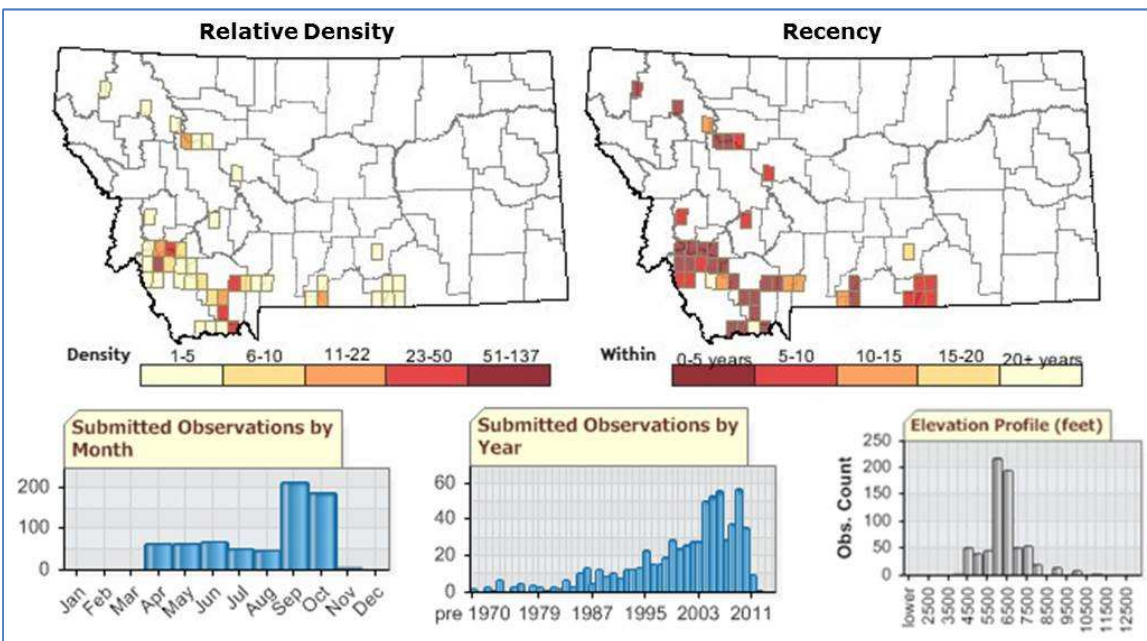 Relative Density
Recency
Density
1-5
6-10
11-22
23-50
51-137
Within
0-5 years
5-10
10-15
15-20
20+ years
Submitted Observations by
Month
200
100
0
Jan
Feb
Mar
Apr
May
Jun
Jul
Aug
Sep
Oct
Nov
Dec
Submitted Observations by
Year
60
40
20
0
pre 1970
1979
1987
1995
2003
2011
Elevation Profile (feet)
Obs. Count
250
200
150
100
50
0
lower
2500
3500
4500
5500
6500
7500
8500
9500
10500
11500
12500